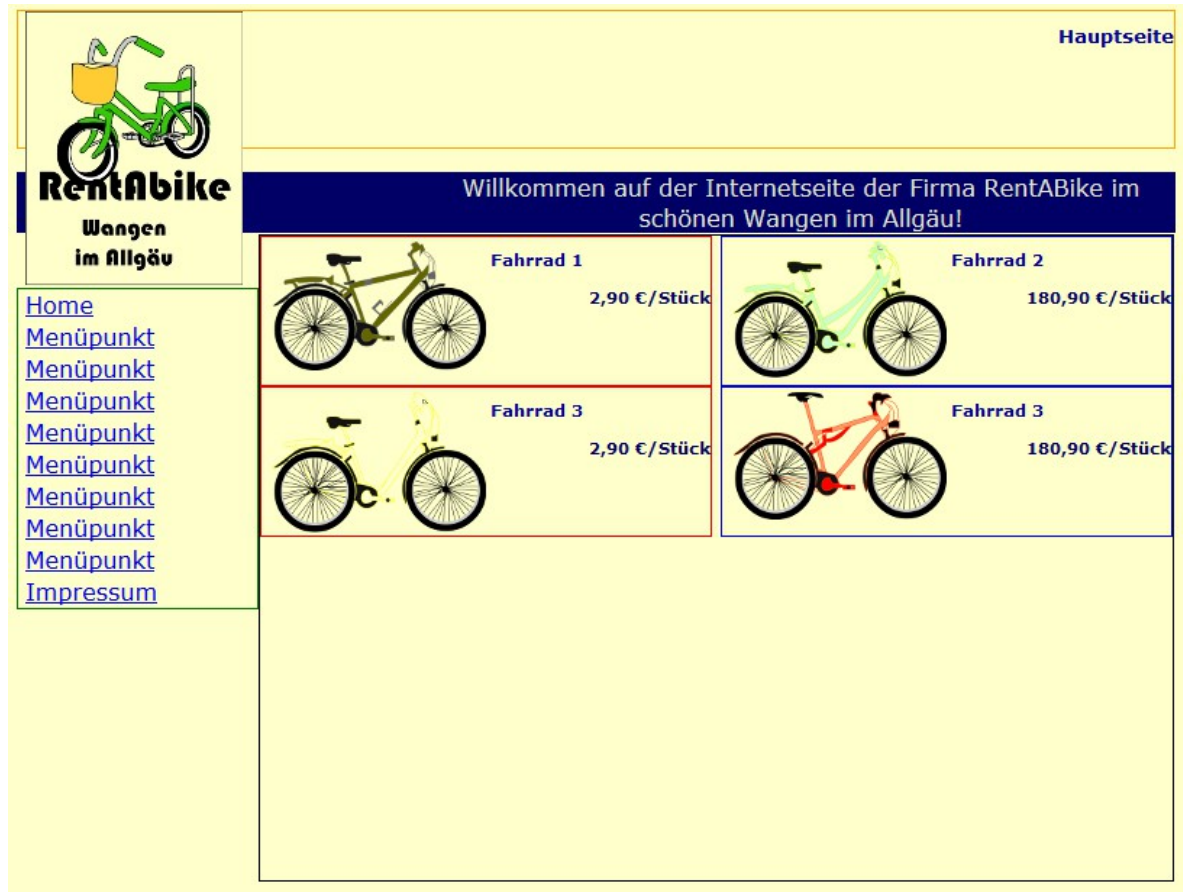 Hauptseite
RentAbike
Wangen
im Allgäu
Willkommen auf der Internetseite der Firma RentABike im
schönen Wangen im Allgäu!
Home
Menüpunkt
Menüpunkt
Menüpunkt
Menüpunkt
Menüpunkt
Menüpunkt
Menüpunkt
Menüpunkt
Impressum
Fahrrad 1
2,90 €/Stück
Fahrrad 2
180,90 €/Stück
Fahrrad 3
2,90 €/Stück
Fahrrad 3
180,90 €/Stück